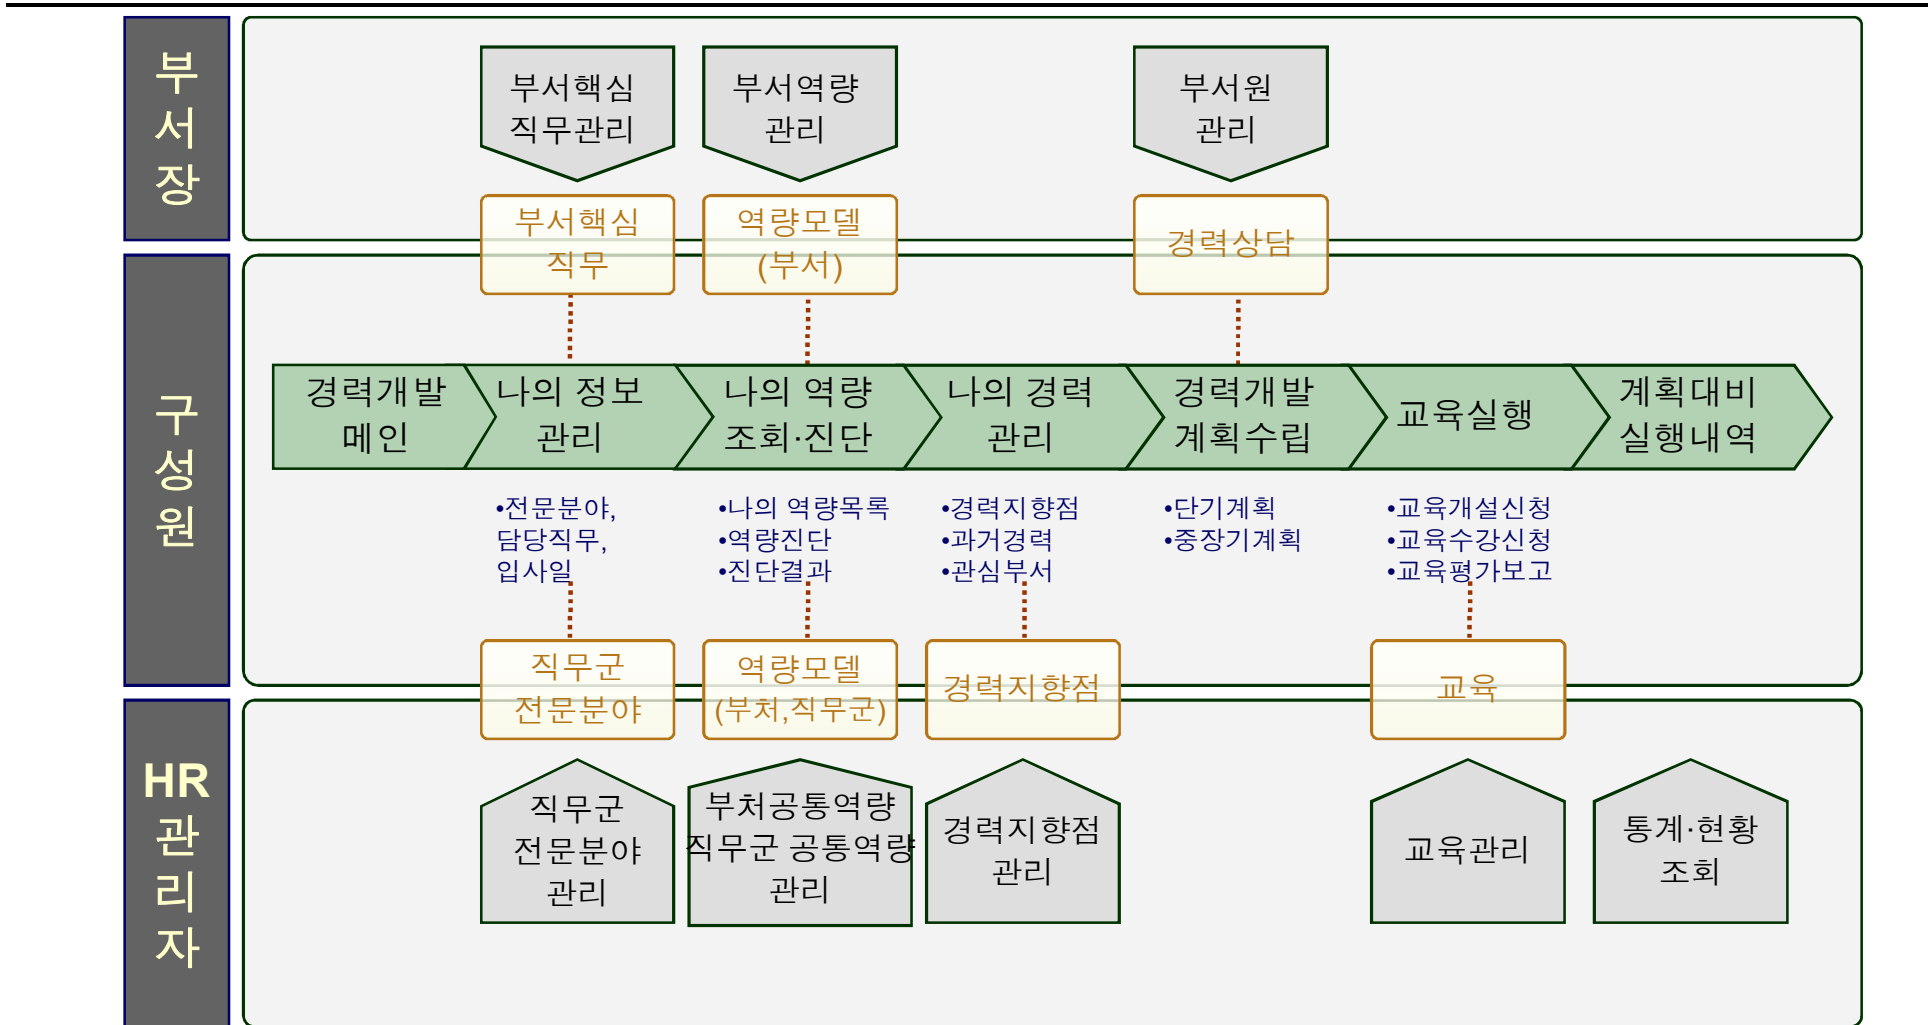 부서장
부서핵심
직무관리
부서역량
관리
부서원
관리
부서핵심
직무
역량모델
(부서)
경력상담
구성원
경력개발
메인
나의 정보
관리
나의 역량
조회·진단
나의 경력
관리
경력개발
계획수립
교육실행
계획대비
실행내역
•전문분야,
담당직무,
입사일
•나의 역량목록
•역량진단
•진단결과
•경력지향점
•과거경력
•관심부서
•단기계획
•중장기계획
•교육개설신청
•교육수강신청
•교육평가보고
직무군
전문분야
역량모델
(부처,직무군)
경력지향점
교육
HR
관리자
직무군
전문분야
관리
부처공통역량
직무군 공통역량
관리
경력지향점
관리
교육관리
통계·현황
조회